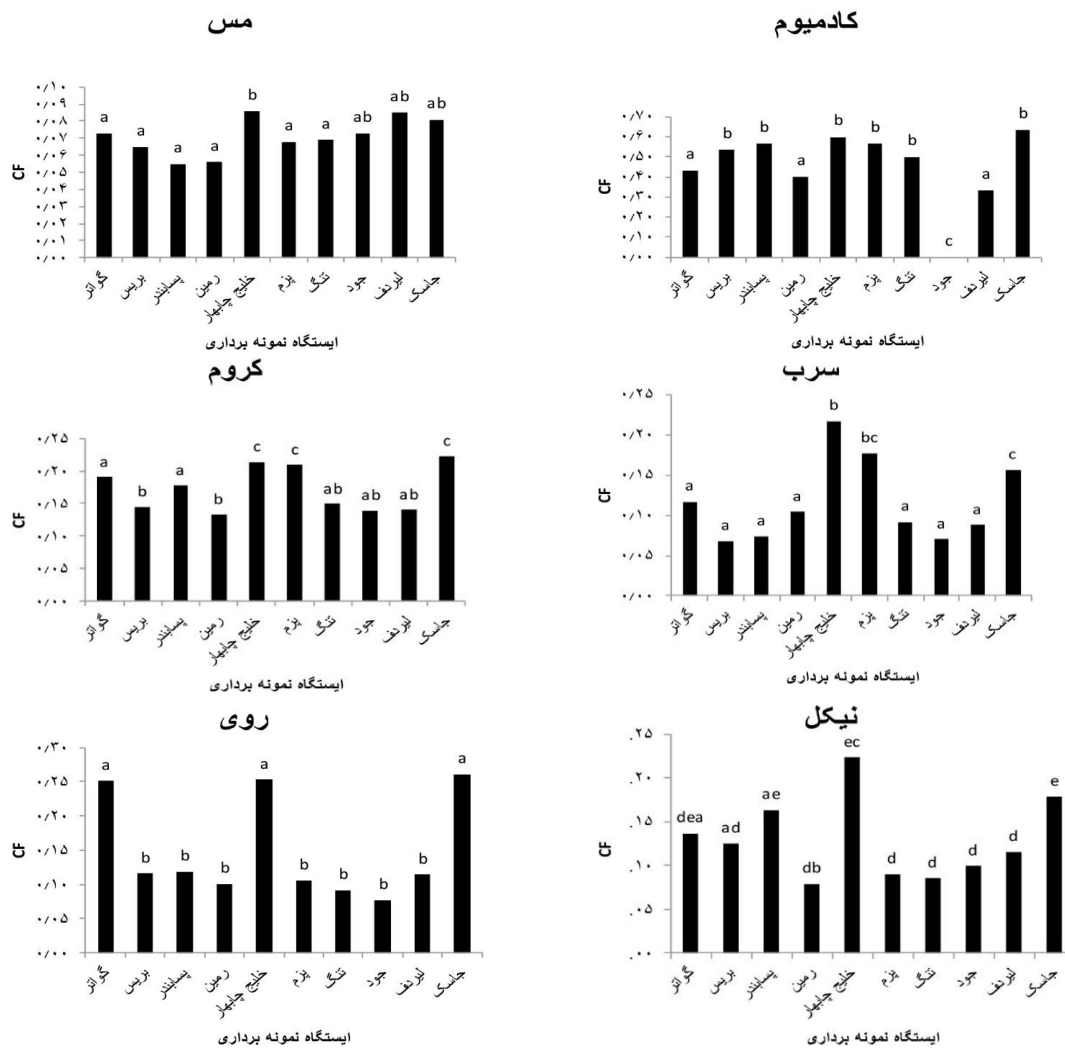 مس
CF
۰٫۱۰
۰٫۰۹
۰٫۰۸
۰٫۰۷
۰٫۰۶
۰٫۰۵
۰٫۰۴
۰٫۰۳
۰٫۰۲
۰٫۰۱
۰٫۰۰
a a a a b a a ab ab ab
گواتر بریس پسابندر رمین خلیج چابهار پزم تنگ جود لیردف جاسک
ایستگاه نمونه برداری
کادمیوم
CF
۰٫۷۰
۰٫۶۰
۰٫۵۰
۰٫۴۰
۰٫۳۰
۰٫۲۰
۰٫۱۰
۰٫۰۰
a b b a b b b c a b
گواتر بریس پسابندر رمین خلیج چابهار پزم تنگ جود لیردف جاسک
ایستگاه نمونه برداری
کروم
CF
۰٫۲۵
۰٫۲۰
۰٫۱۵
۰٫۱۰
۰٫۰۵
۰٫۰۰
a b a b c c ab ab ab c
گواتر بریس پسابندر رمین خلیج چابهار پزم تنگ جود لیردف جاسک
ایستگاه نمونه برداری
سرب
CF
۰٫۲۵
۰٫۲۰
۰٫۱۵
۰٫۱۰
۰٫۰۵
۰٫۰۰
a a a a b bc a a a c
گواتر بریس پسابندر رمین خلیج چابهار پزم تنگ جود لیردف جاسک
ایستگاه نمونه برداری
روی
CF
۰٫۳۰
۰٫۲۵
۰٫۲۰
۰٫۱۵
۰٫۱۰
۰٫۰۵
۰٫۰۰
a b b b a b b b b a
گواتر بریس پسابندر رمین خلیج چابهار پزم تنگ جود لیردف جاسک
ایستگاه نمونه برداری
نیکل
CF
.۲۵
.۲۰
.۱۵
.۱۰
.۰۵
.۰۰
dea ad ae db ec d d d d e
گواتر بریس پسابندر رمین خلیج چابهار پزم تنگ جود لیردف جاسک
ایستگاه نمونه برداری